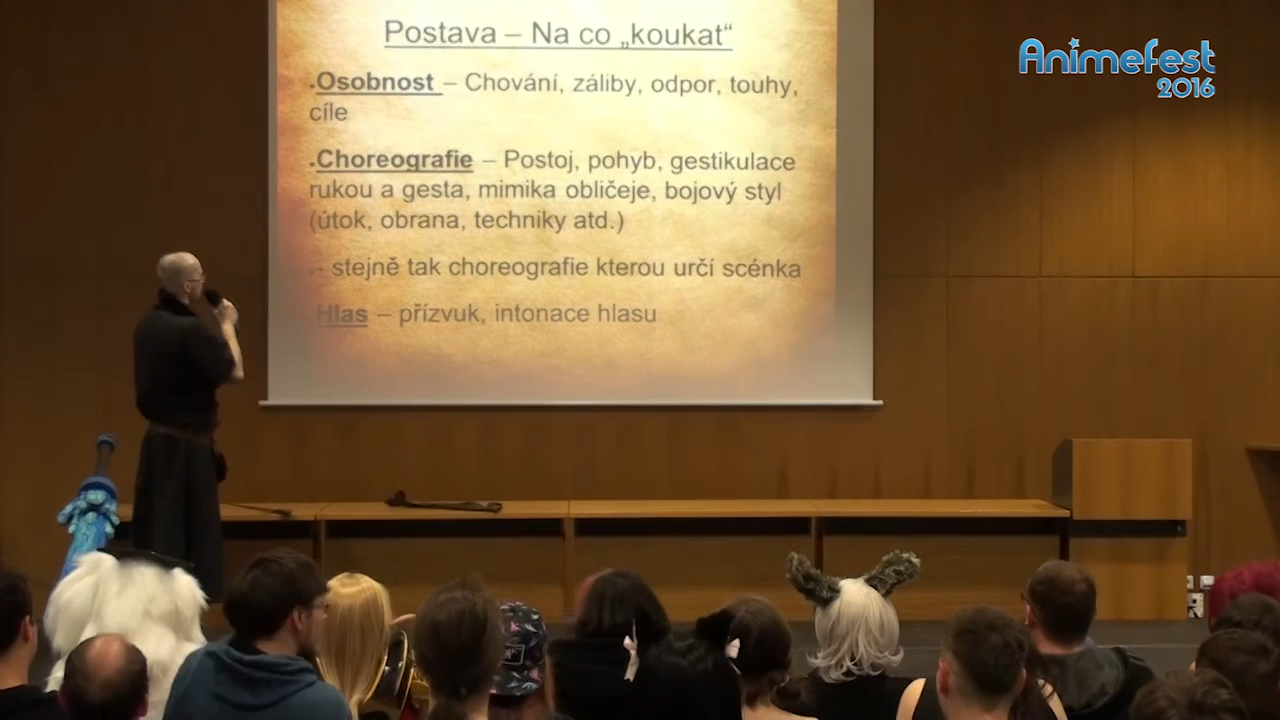 Postava – Na co „koukat“
.Osobnost – Chování, záliby, odpor, touhy,
cíle
.Choreografie – Postoj, pohyb, gestikulace
rukou a gesta, mimika obličeje, bojový styl
(útok, obrana, techniky atd.)
- stejně tak choreografie kterou určí scénka
Hlas – přízvuk, intonace hlasu
Animefest
2016